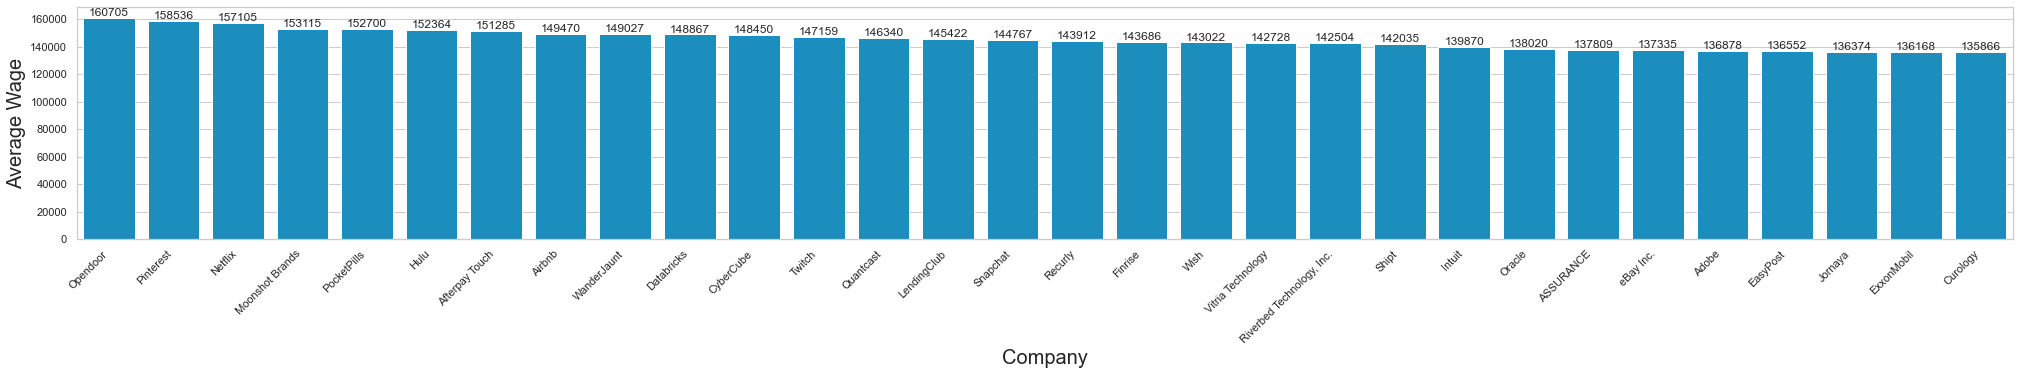 160705 158536 157105 153115 152700 152364 151285 149470 149027 148867 148450 147159 146340 145422 144767 143912 143686 143022 142728 142504 142035 139870 138020 137809 137335 136878 136552 136374 136168 135866
160000
140000
120000
100000
80000
60000
40000
20000
0
Average Wage
Opendoor
Pinterest
Netflix
Moonshot Brands
PocketPills
Hulu
Afterpay Touch
Airbnb
WanderJaunt
Databricks
CyberCube
Twitch
Quantcast
LendingClub
Snapchat
Recurly
Finrise
Wish
Vitria Technology
Riverbed Technology, Inc.
Shipt
Intuit
Oracle
ASSURANCE
eBay Inc.
Adobe
EasyPost
Jornaya
ExxonMobil
Curology
Company